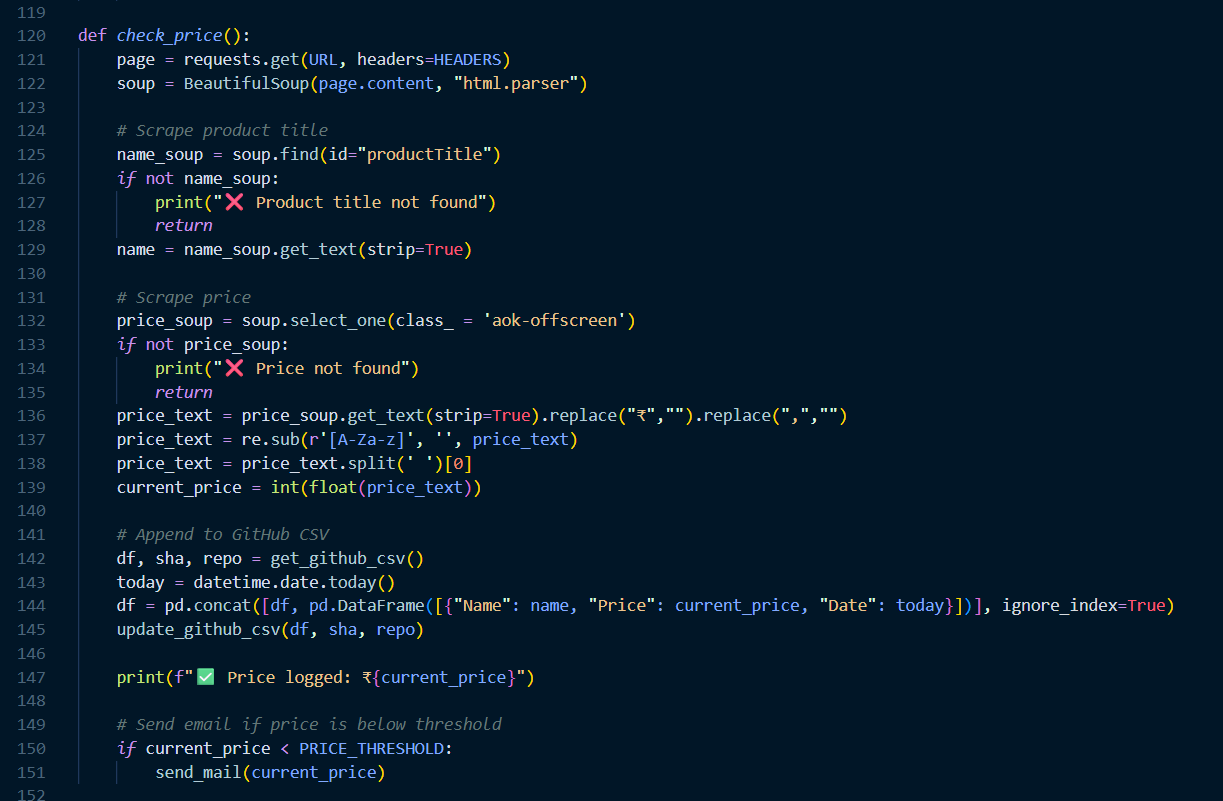 119
120 def check_price():
121     page = requests.get(URL, headers=HEADERS)
122     soup = BeautifulSoup(page.content, "html.parser")
123
124     # Scrape product title
125     name_soup = soup.find(id="productTitle")
126     if not name_soup:
127         print("❌ Product title not found")
128         return
129     name = name_soup.get_text(strip=True)
130
131     # Scrape price
132     price_soup = soup.select_one(class_ = 'aok-offscreen')
133     if not price_soup:
134         print("❌ Price not found")
135         return
136     price_text = price_soup.get_text(strip=True).replace("₹","").replace(",","")
137     price_text = re.sub(r'[A-Za-z]', '', price_text)
138     price_text = price_text.split(' ')[0]
139     current_price = int(float(price_text))
140
141     # Append to GitHub CSV
142     df, sha, repo = get_github_csv()
143     today = datetime.date.today()
144     df = pd.concat([df, pd.DataFrame([{"Name": name, "Price": current_price, "Date": today}])], ignore_index=True)
145     update_github_csv(df, sha, repo)
146
147     print(f"✅ Price logged: ₹{current_price}")
148
149     # Send email if price is below threshold
150     if current_price < PRICE_THRESHOLD:
151         send_mail(current_price)
152